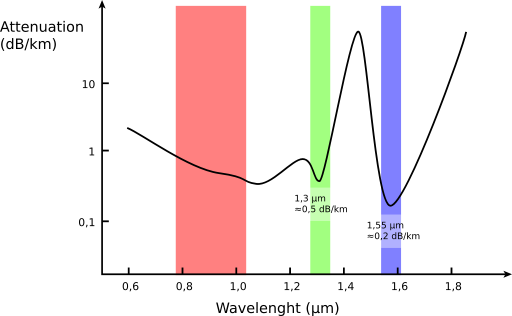 Attenuation
(dB/km)
10
1
0,1
1,3 µm
≈0,5 dB/km
1,55 µm
≈0,2 dB/km
0,6
0,8
1,0
1,2
1,4
1,6
1,8
Wavelenght (µm)